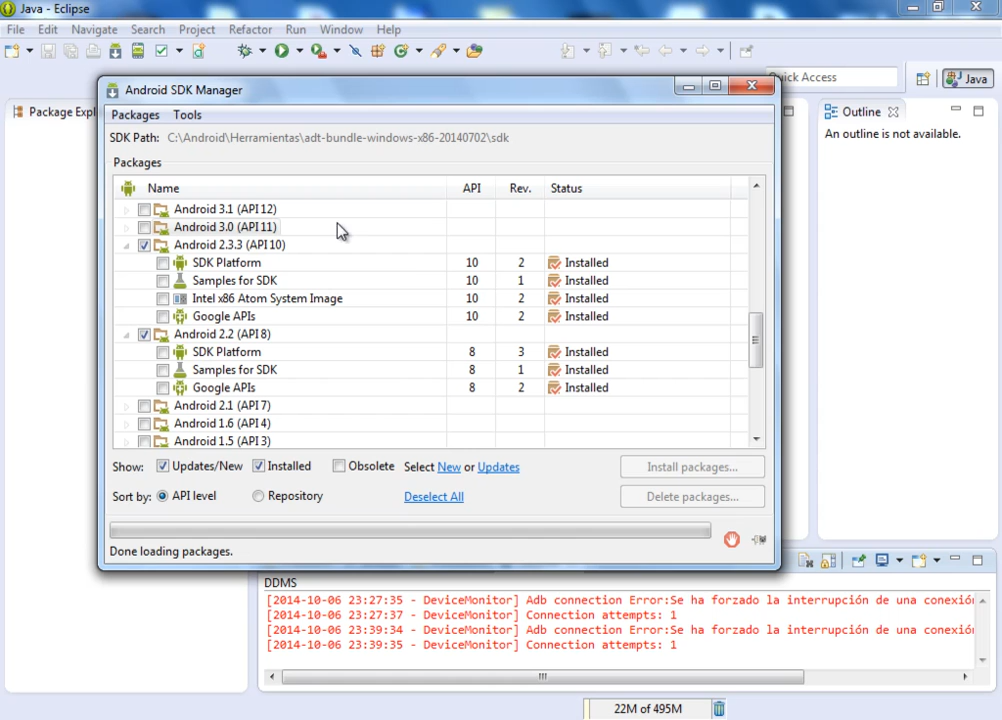 Java - Eclipse
File Edit Navigate Search Project Refactor Run Window Help
Quick Access
Java
Package Expl
Outline
An outline is not available.
Android SDK Manager
Packages Tools
SDK Path: C:\Android\Herramientas\adt-bundle-windows-x86-20140702\sdk
Packages
Name API Rev. Status
Android 3.1 (API 12)
Android 3.0 (API 11)
Android 2.3.3 (API 10)
SDK Platform 10 2 Installed
Samples for SDK 10 1 Installed
Intel x86 Atom System Image 10 2 Installed
Google APIs 10 2 Installed
Android 2.2 (API 8)
SDK Platform 8 3 Installed
Samples for SDK 8 1 Installed
Google APIs 8 2 Installed
Android 2.1 (API 7)
Android 1.6 (API 4)
Android 1.5 (API 3)
Show: Updates/New Installed Obsolete Select New or Updates Install packages...
Sort by: API level Repository Deselect All Delete packages...
Done loading packages.
DDMS
[2014-10-06 23:27:35 - DeviceMonitor] Adb connection Error:Se ha forzado la interrupción de una conexión
[2014-10-06 23:27:37 - DeviceMonitor] Connection attempts: 1
[2014-10-06 23:39:34 - DeviceMonitor] Adb connection Error:Se ha forzado la interrupción de una conexión
[2014-10-06 23:39:35 - DeviceMonitor] Connection attempts: 1
22M of 495M